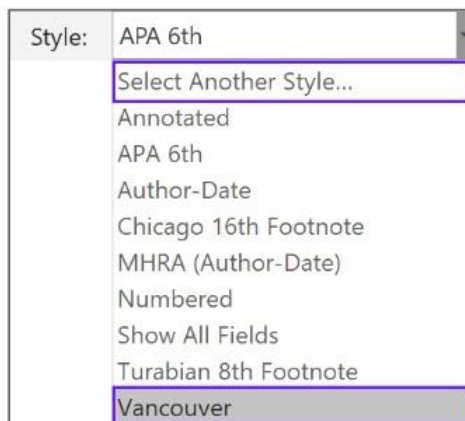 Style: APA 6th
Select Another Style...
Annotated
APA 6th
Author-Date
Chicago 16th Footnote
MHRA (Author-Date)
Numbered
Show All Fields
Turabian 8th Footnote
Vancouver